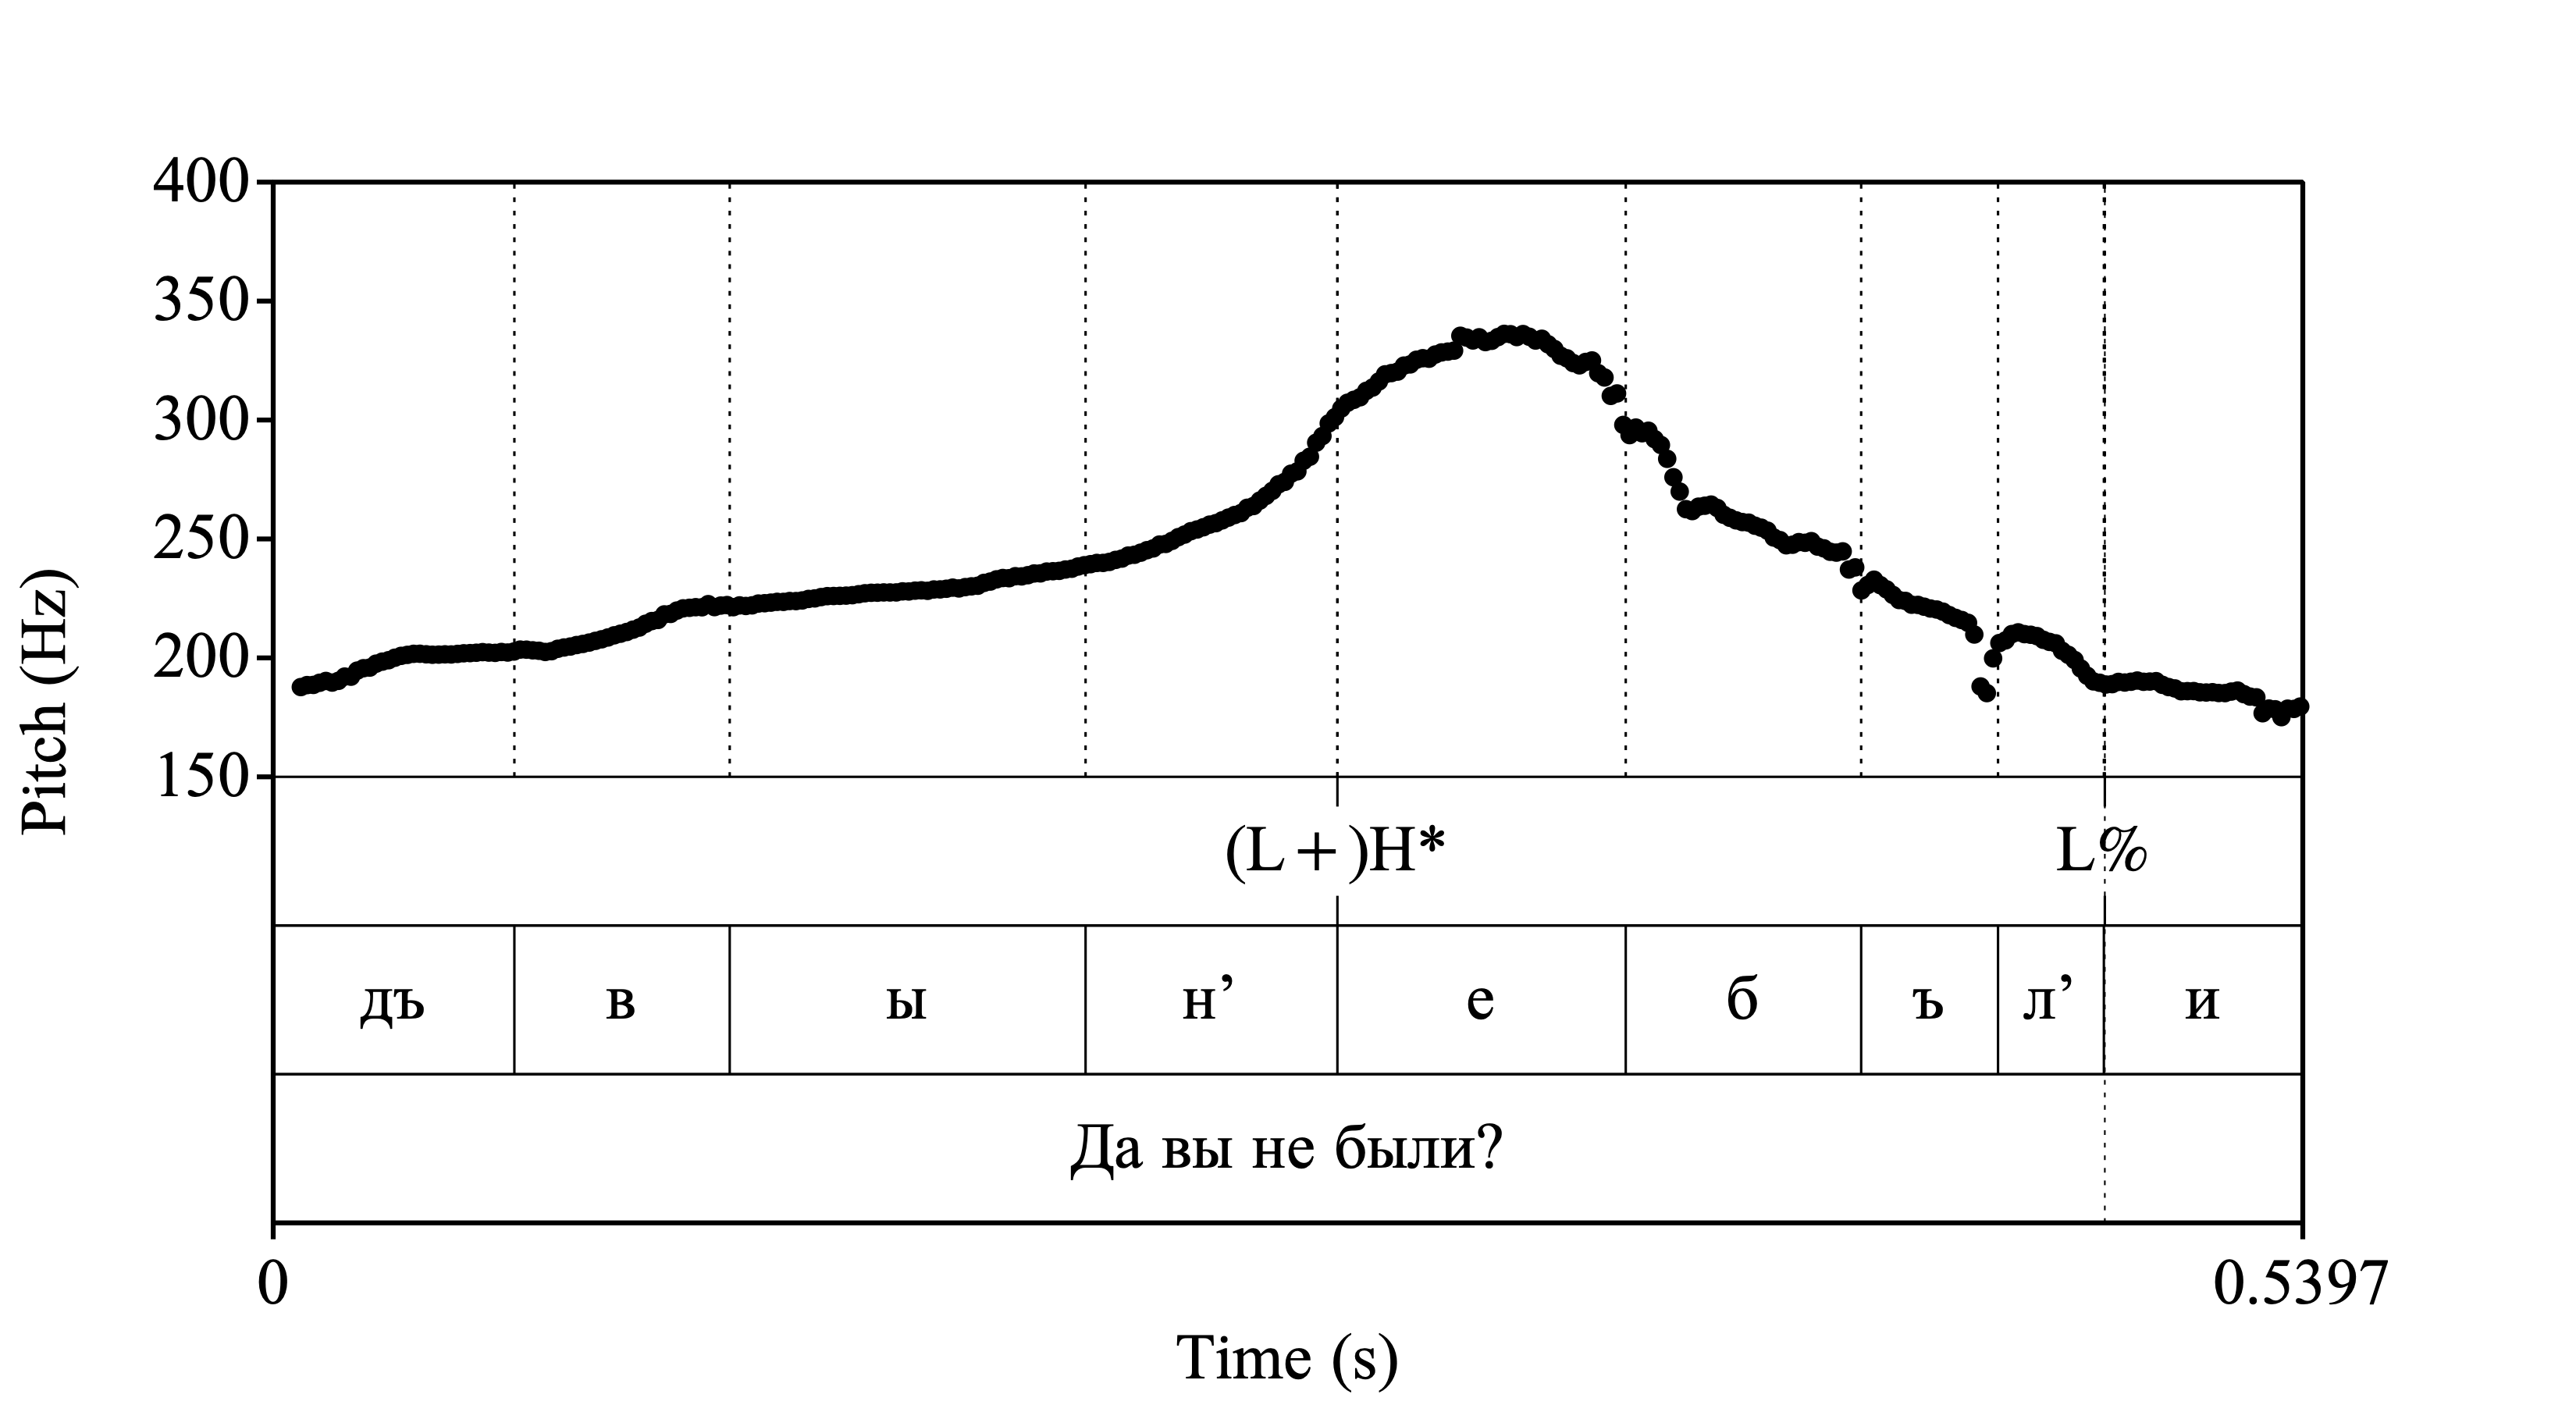 400
350
300
250
200
150
Pitch (Hz)
(L+)H* L%
дъ в ы н’ е б ъ л’ и
Да вы не были?
0 0.5397
Time (s)